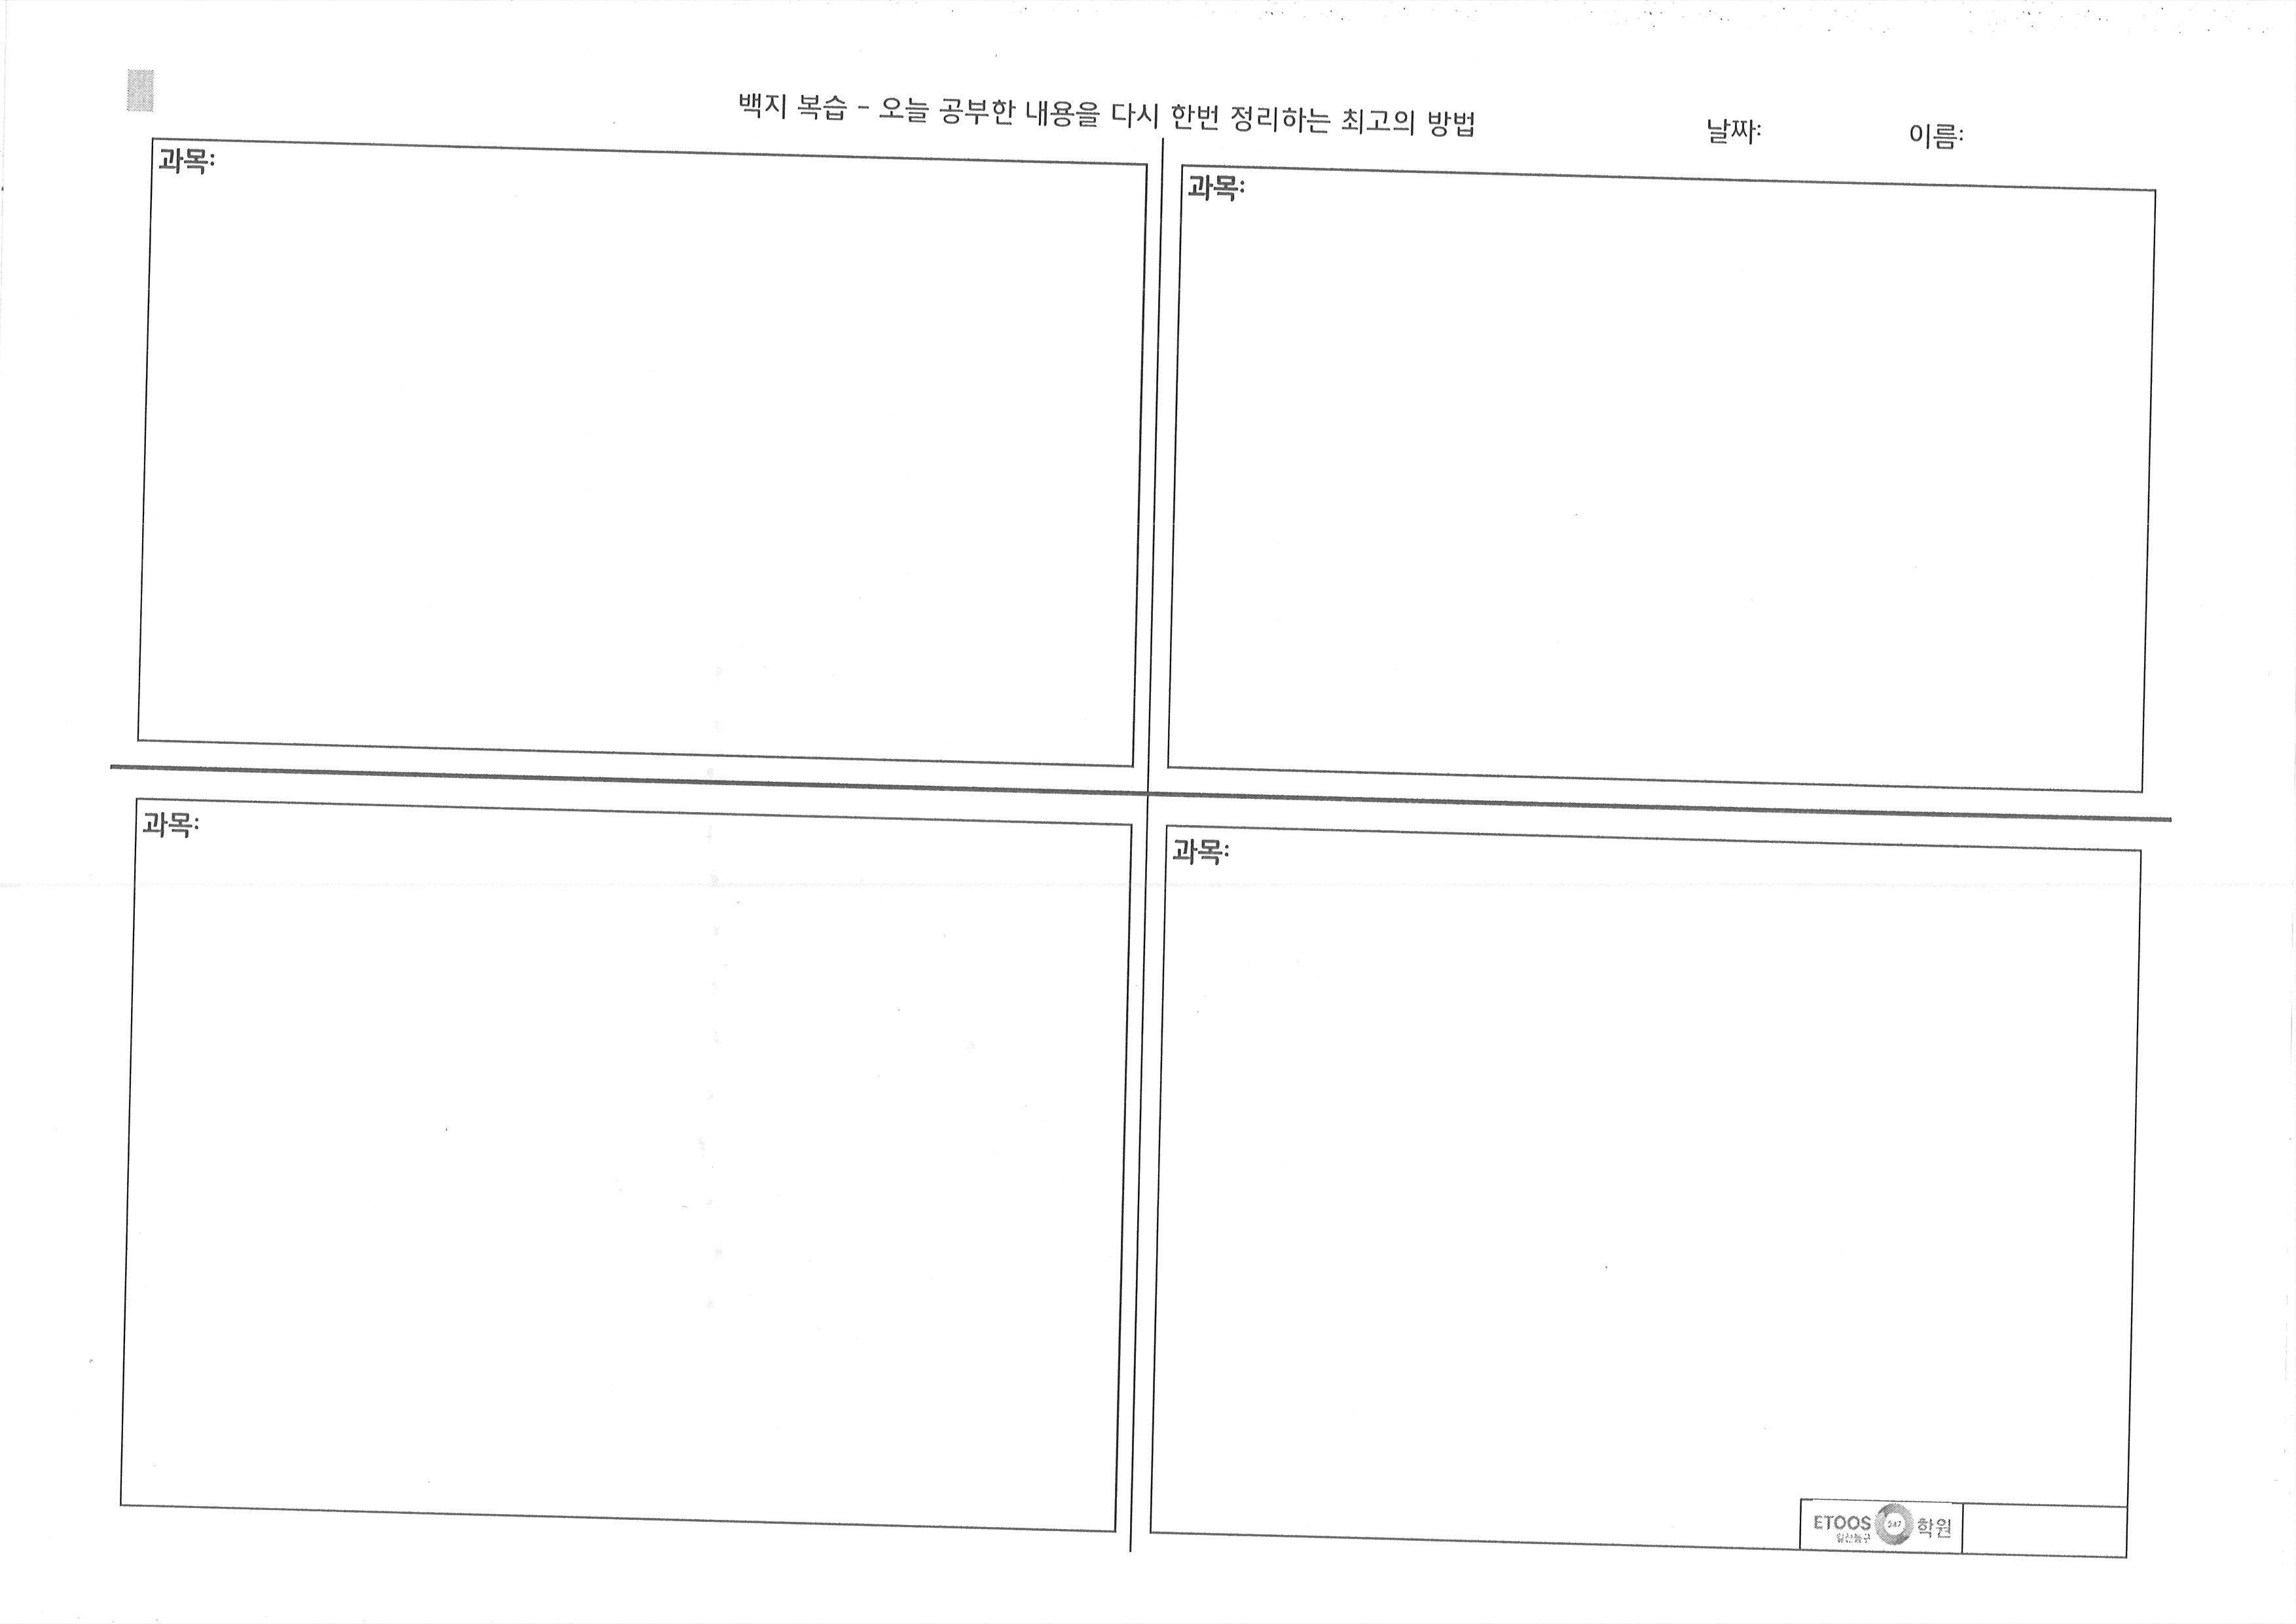 백지 복습 - 오늘 공부한 내용을 다시 한번 정리하는 최고의 방법
날짜:
이름:
과목:
과목:
과목:
과목:
ETOOS 247 학원
일산동구